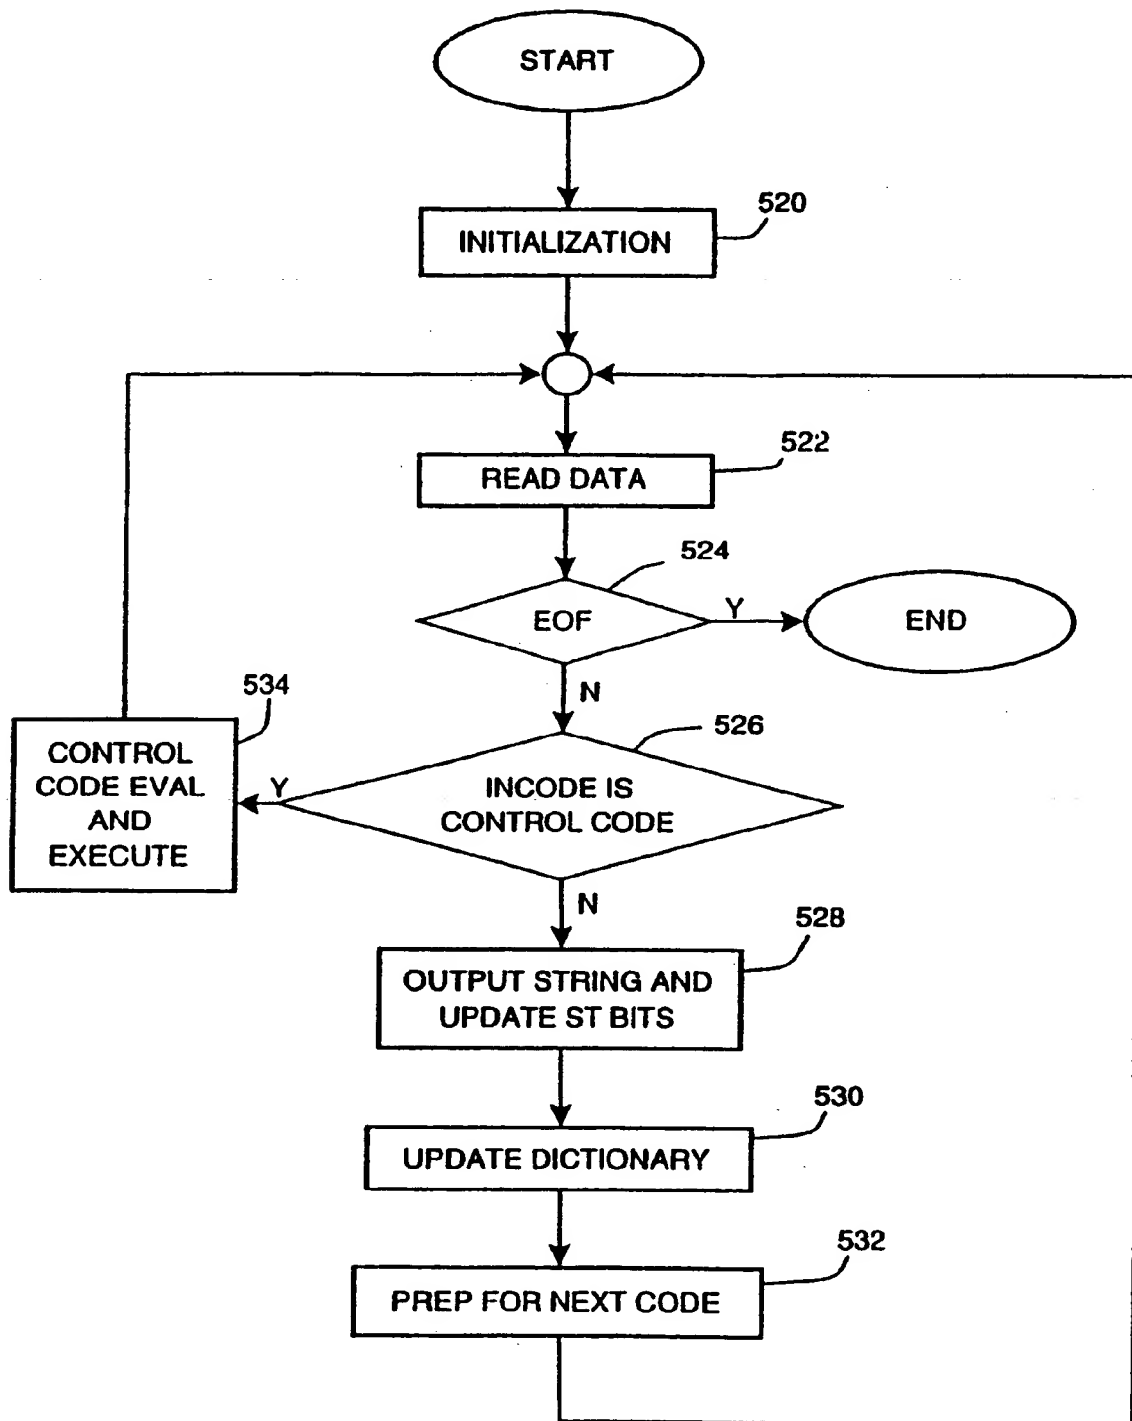 START
520
INITIALIZATION
522
READ DATA
524
EOF
Y
END
N
534
526
CONTROL
CODE EVAL
AND
EXECUTE
Y
INCODE IS
CONTROL CODE
N
528
OUTPUT STRING AND
UPDATE ST BITS
530
UPDATE DICTIONARY
532
PREP FOR NEXT CODE